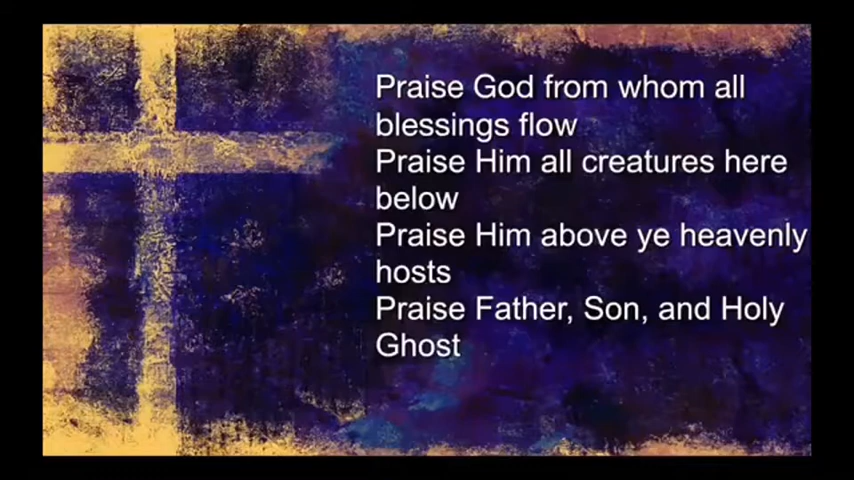 Praise God from whom all
blessings flow
Praise Him all creatures here
below
Praise Him above ye heavenly
hosts
Praise Father, Son, and Holy
Ghost